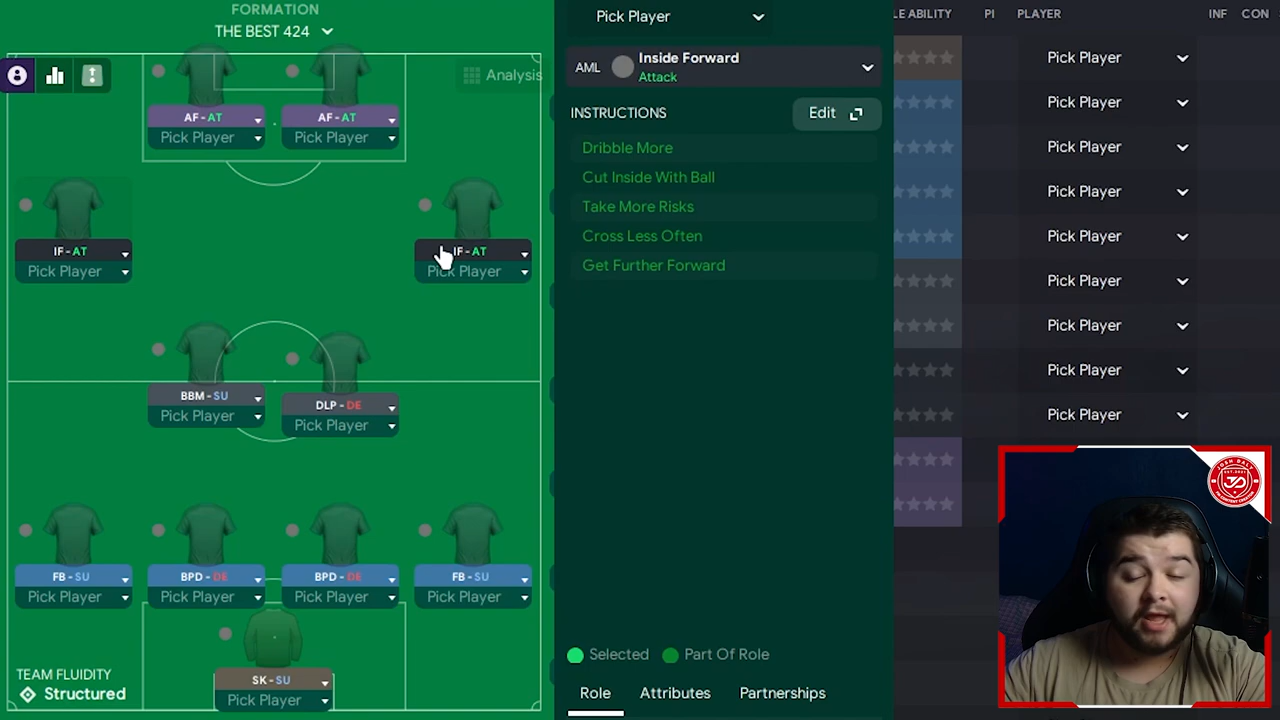 FORMATION
THE BEST 424
Analysis
AF - AT
Pick Player
AF - AT
Pick Player
IF - AT
Pick Player
IF - AT
Pick Player
BBM - SU
Pick Player
DLP - DE
Pick Player
FB - SU
Pick Player
BPD - DE
Pick Player
BPD - DE
Pick Player
FB - SU
Pick Player
SK - SU
Pick Player
TEAM FLUIDITY
Structured
Pick Player
AML
Inside Forward
Attack
INSTRUCTIONS
Edit
Dribble More
Cut Inside With Ball
Take More Risks
Cross Less Often
Get Further Forward
Selected
Part Of Role
Role
Attributes
Partnerships
LE ABILITY PI PLAYER INF CON
Pick Player
Pick Player
Pick Player
Pick Player
Pick Player
Pick Player
Pick Player
Pick Player
Pick Player
JOSH DALY